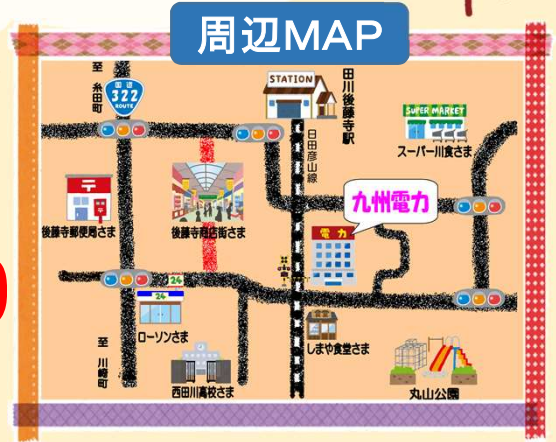 周辺MAP
至 糸田町
国道
322
ROUTE
STATION
田川後藤寺駅
日田彦山線
SUPER MARKET
スーパー川食さま
〒
後藤寺郵便局さま
後藤寺商店街さま
九州電力
電力
24
24
ローソンさま
食堂
しまや食堂さま
至 川崎町
西田川高校さま
丸山公園